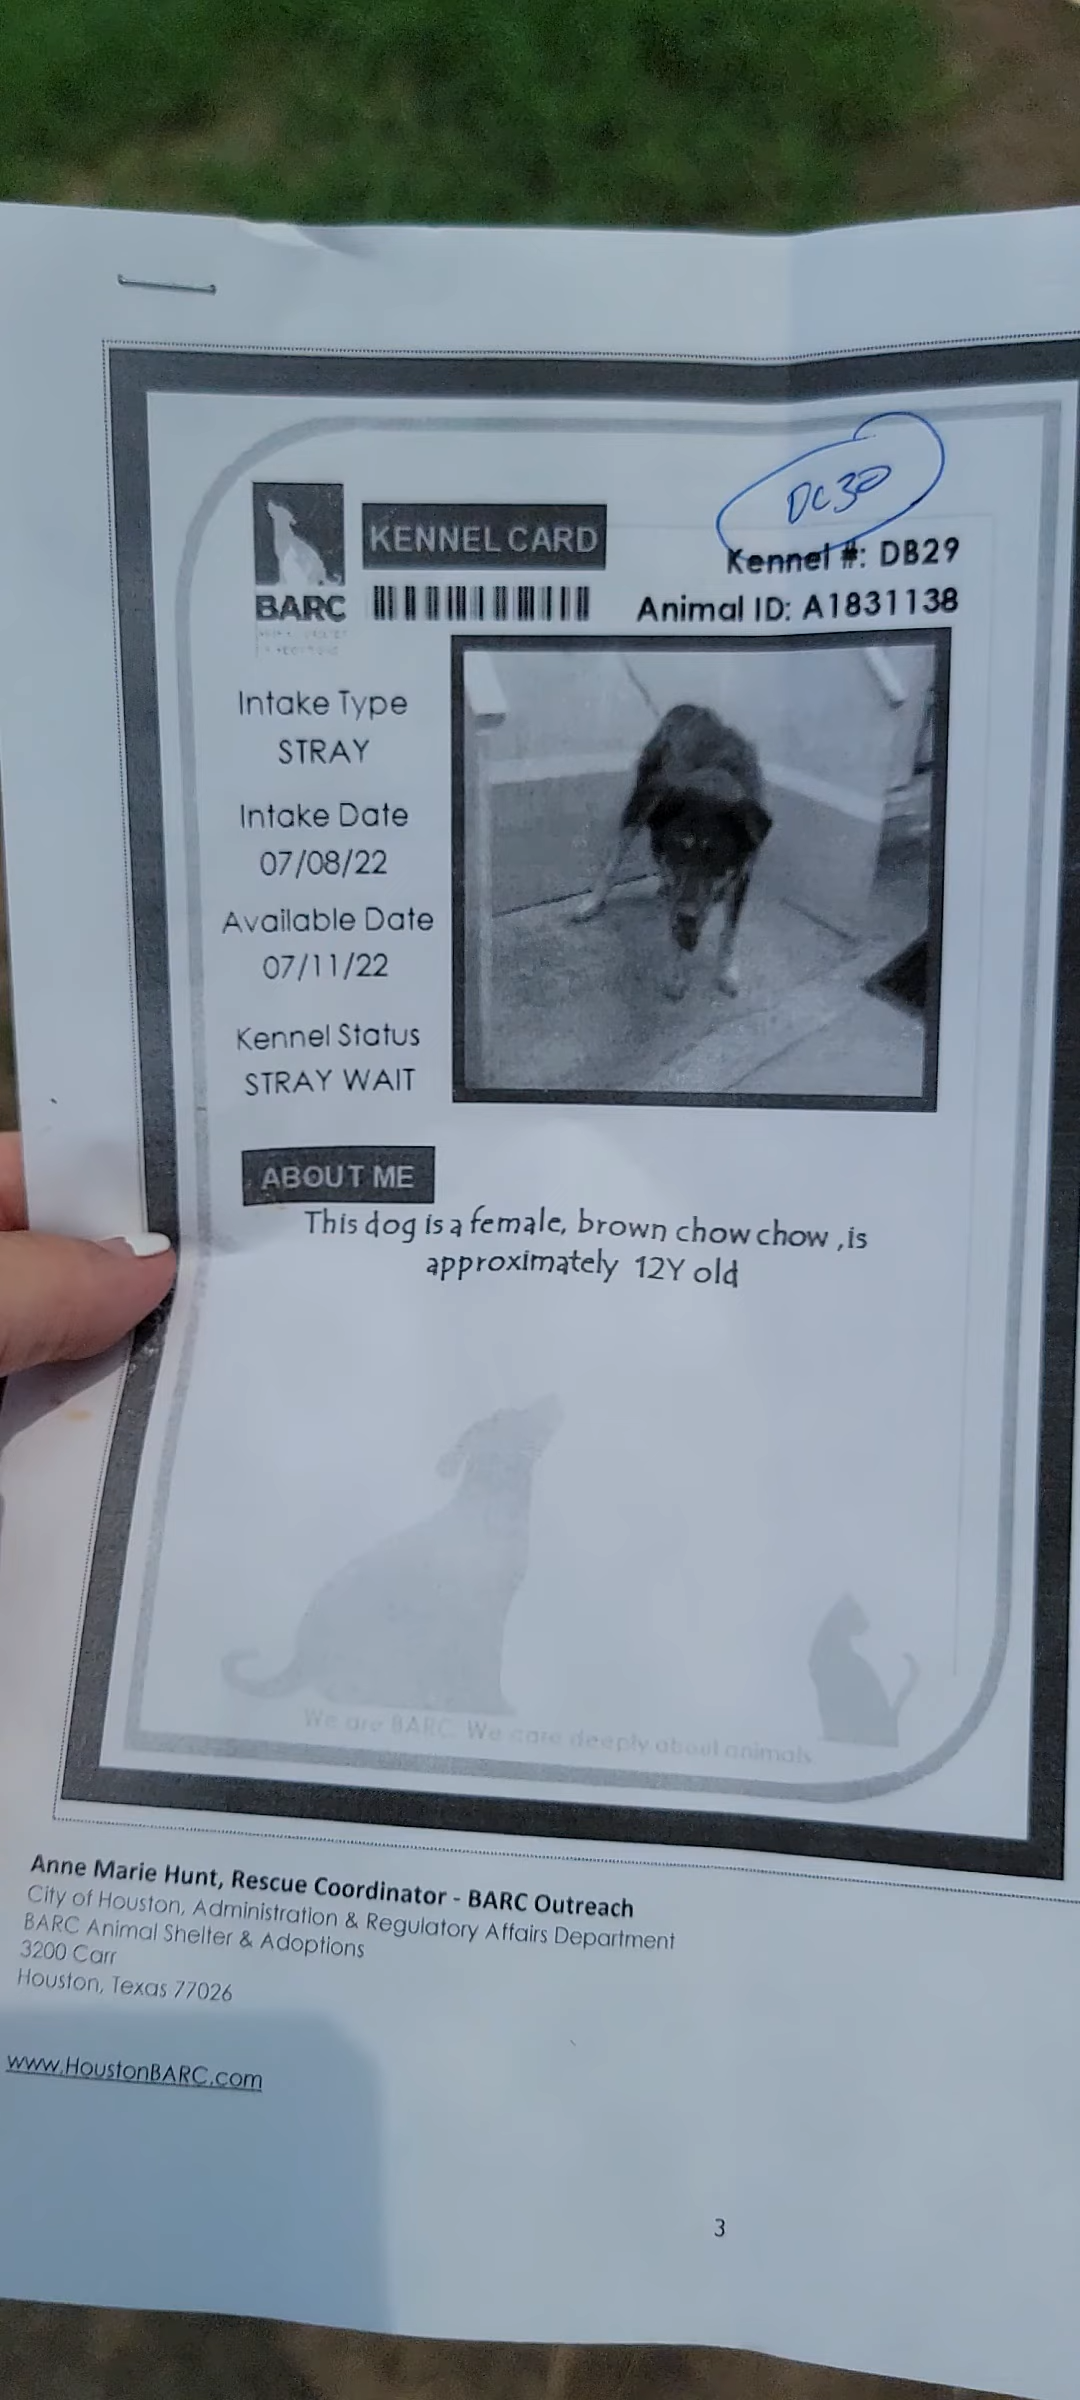 DC30
KENNEL CARD
Kennel #: DB29
BARC
Animal ID: A1831138
Intake Type
STRAY
Intake Date
07/08/22
Available Date
07/11/22
Kennel Status
STRAY WAIT
ABOUT ME
This dog is a female, brown chow chow ,is
approximately 12Y old
We are BARC. We care deeply about animals
Anne Marie Hunt, Rescue Coordinator - BARC Outreach
City of Houston, Administration & Regulatory Affairs Department
BARC Animal Shelter & Adoptions
3200 Carr
Houston, Texas 77026
www.HoustonBARC.com
3